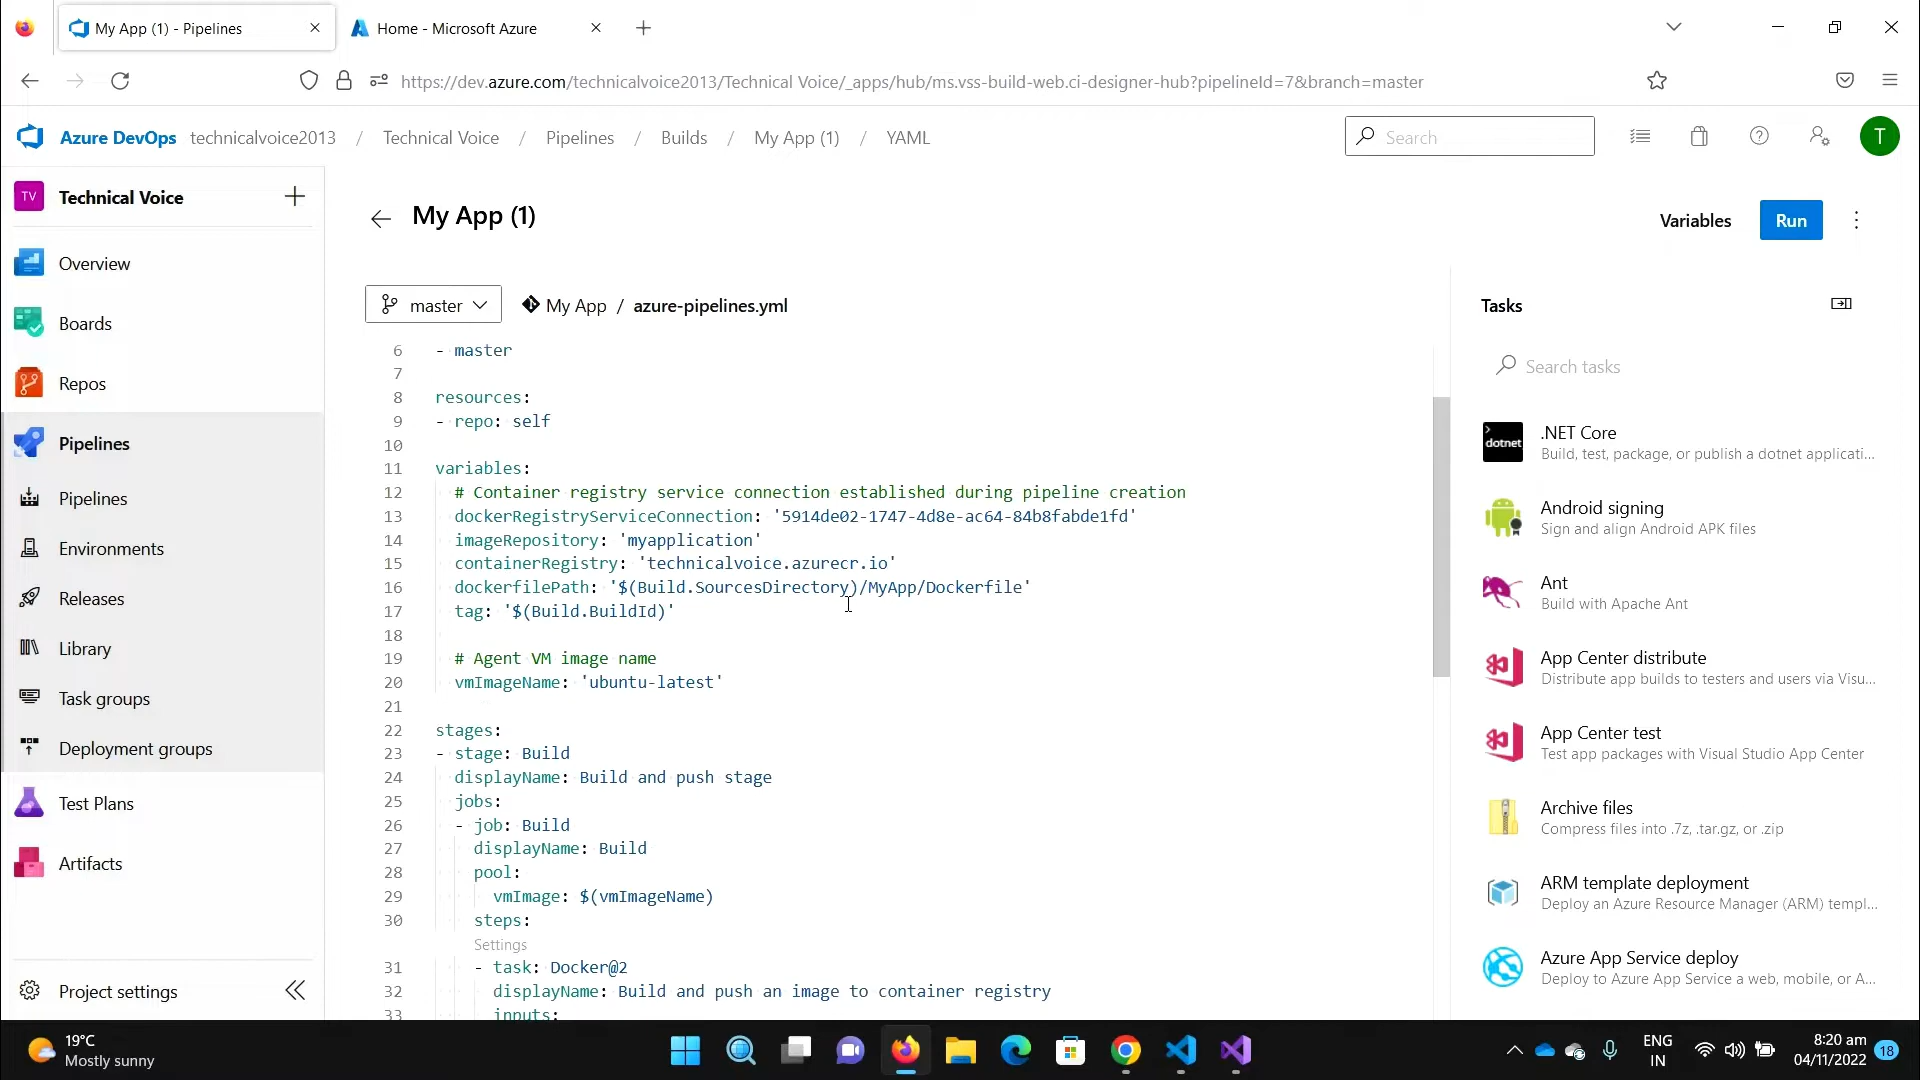 My App (1) - Pipelines
Home - Microsoft Azure
https://dev.azure.com/technicalvoice2013/Technical Voice/_apps/hub/ms.vss-build-web.ci-designer-hub?pipelineId=7&branch=master
Azure DevOps technicalvoice2013 / Technical Voice / Pipelines / Builds / My App (1) / YAML
Search
T
TV Technical Voice
Overview
Boards
Repos
Pipelines
Pipelines
Environments
Releases
Library
Task groups
Deployment groups
Test Plans
Artifacts
Project settings
My App (1)
Variables
Run
master
My App / azure-pipelines.yml
6 - master
7
8 resources:
9 - repo: self
10
11 variables:
12 # Container registry service connection established during pipeline creation
13 dockerRegistryServiceConnection: '5914de02-1747-4d8e-ac64-84b8fabde1fd'
14 imageRepository: 'myapplication'
15 containerRegistry: 'technicalvoice.azurecr.io'
16 dockerfilePath: '$(Build.SourcesDirectory)/MyApp/Dockerfile'
17 tag: '$(Build.BuildId)'
18
19 # Agent VM image name
20 vmImageName: 'ubuntu-latest'
21
22 stages:
23 - stage: Build
24 displayName: Build and push stage
25 jobs:
26 - job: Build
27 displayName: Build
28 pool:
29 vmImage: $(vmImageName)
30 steps:
Settings
31 - task: Docker@2
32 displayName: Build and push an image to container registry
33 inputs:
Tasks
Search tasks
dotnet
.NET Core
Build, test, package, or publish a dotnet applicati...
Android signing
Sign and align Android APK files
Ant
Build with Apache Ant
App Center distribute
Distribute app builds to testers and users via Visu...
App Center test
Test app packages with Visual Studio App Center
Archive files
Compress files into .7z, .tar.gz, or .zip
ARM template deployment
Deploy an Azure Resource Manager (ARM) templ...
Azure App Service deploy
Deploy to Azure App Service a web, mobile, or A...
19°C
Mostly sunny
ENG
IN
8:20 am
04/11/2022
18